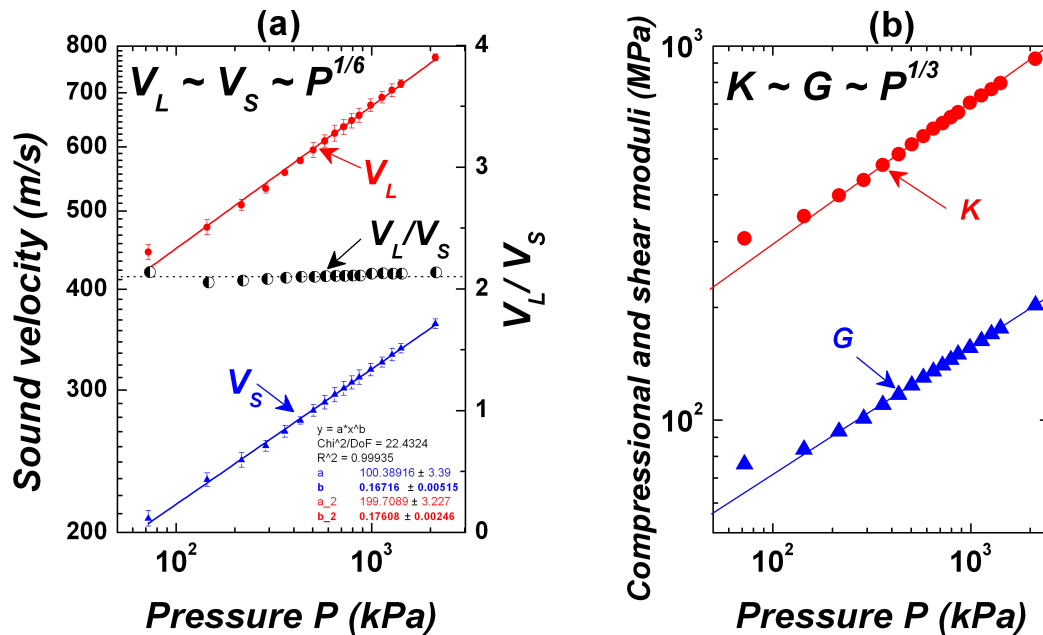 (a)
V_L ~ V_S ~ P^1/6
800
700
600
500
400
300
200
Sound velocity (m/s)
4
3
2
1
0
V_L / V_S
V_L
V_L/V_S
V_S
y = a*x^b
Chi^2/DoF = 22.4324
R^2 = 0.99935
a 100.38916 ± 3.39
b 0.16716 ± 0.00515
a_2 199.7089 ± 3.227
b_2 0.17608 ± 0.00246
10^2
10^3
Pressure P (kPa)
(b)
K ~ G ~ P^1/3
10^3
10^2
Compressional and shear moduli (MPa)
K
G
10^2
10^3
Pressure P (kPa)